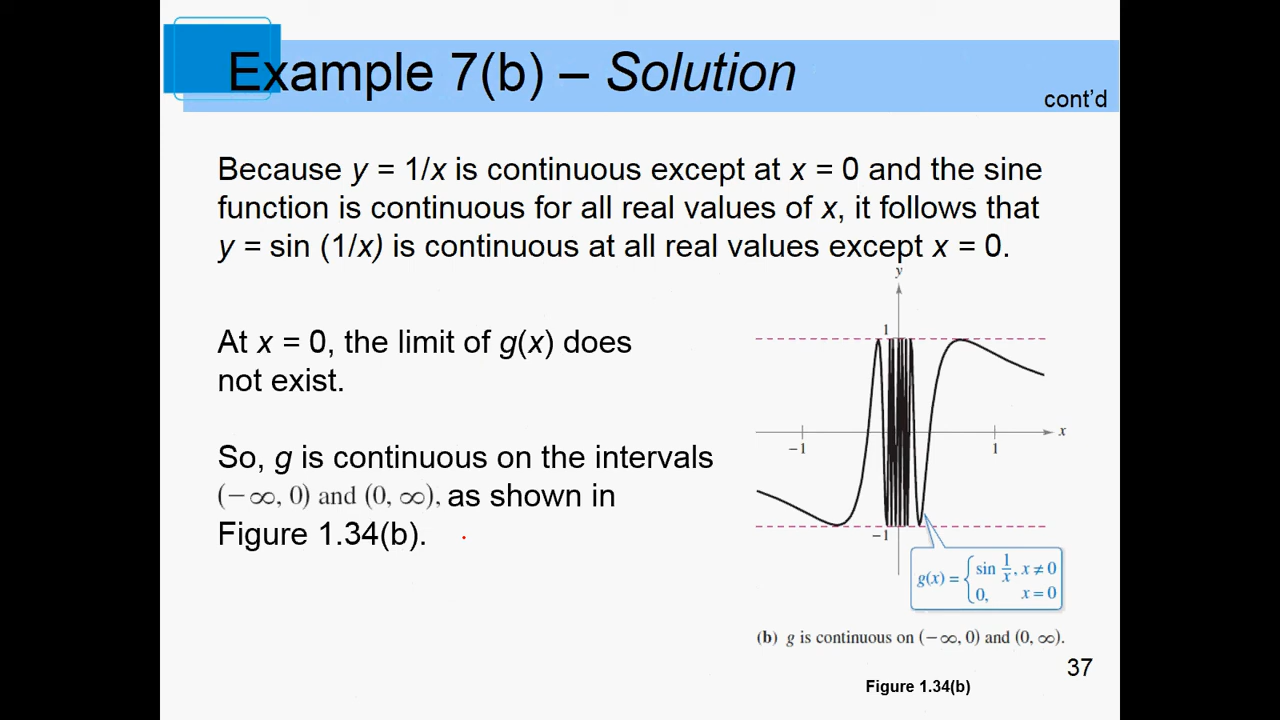 Example 7(b) – Solution
cont’d
Because y = 1/x is continuous except at x = 0 and the sine
function is continuous for all real values of x, it follows that
y = sin (1/x) is continuous at all real values except x = 0.
At x = 0, the limit of g(x) does
not exist.
So, g is continuous on the intervals
(−∞, 0) and (0, ∞), as shown in
Figure 1.34(b).
y
1
x
−1
1
−1
g(x) = { sin 1/x, x ≠ 0
0, x = 0
(b) g is continuous on (−∞, 0) and (0, ∞).
37
Figure 1.34(b)